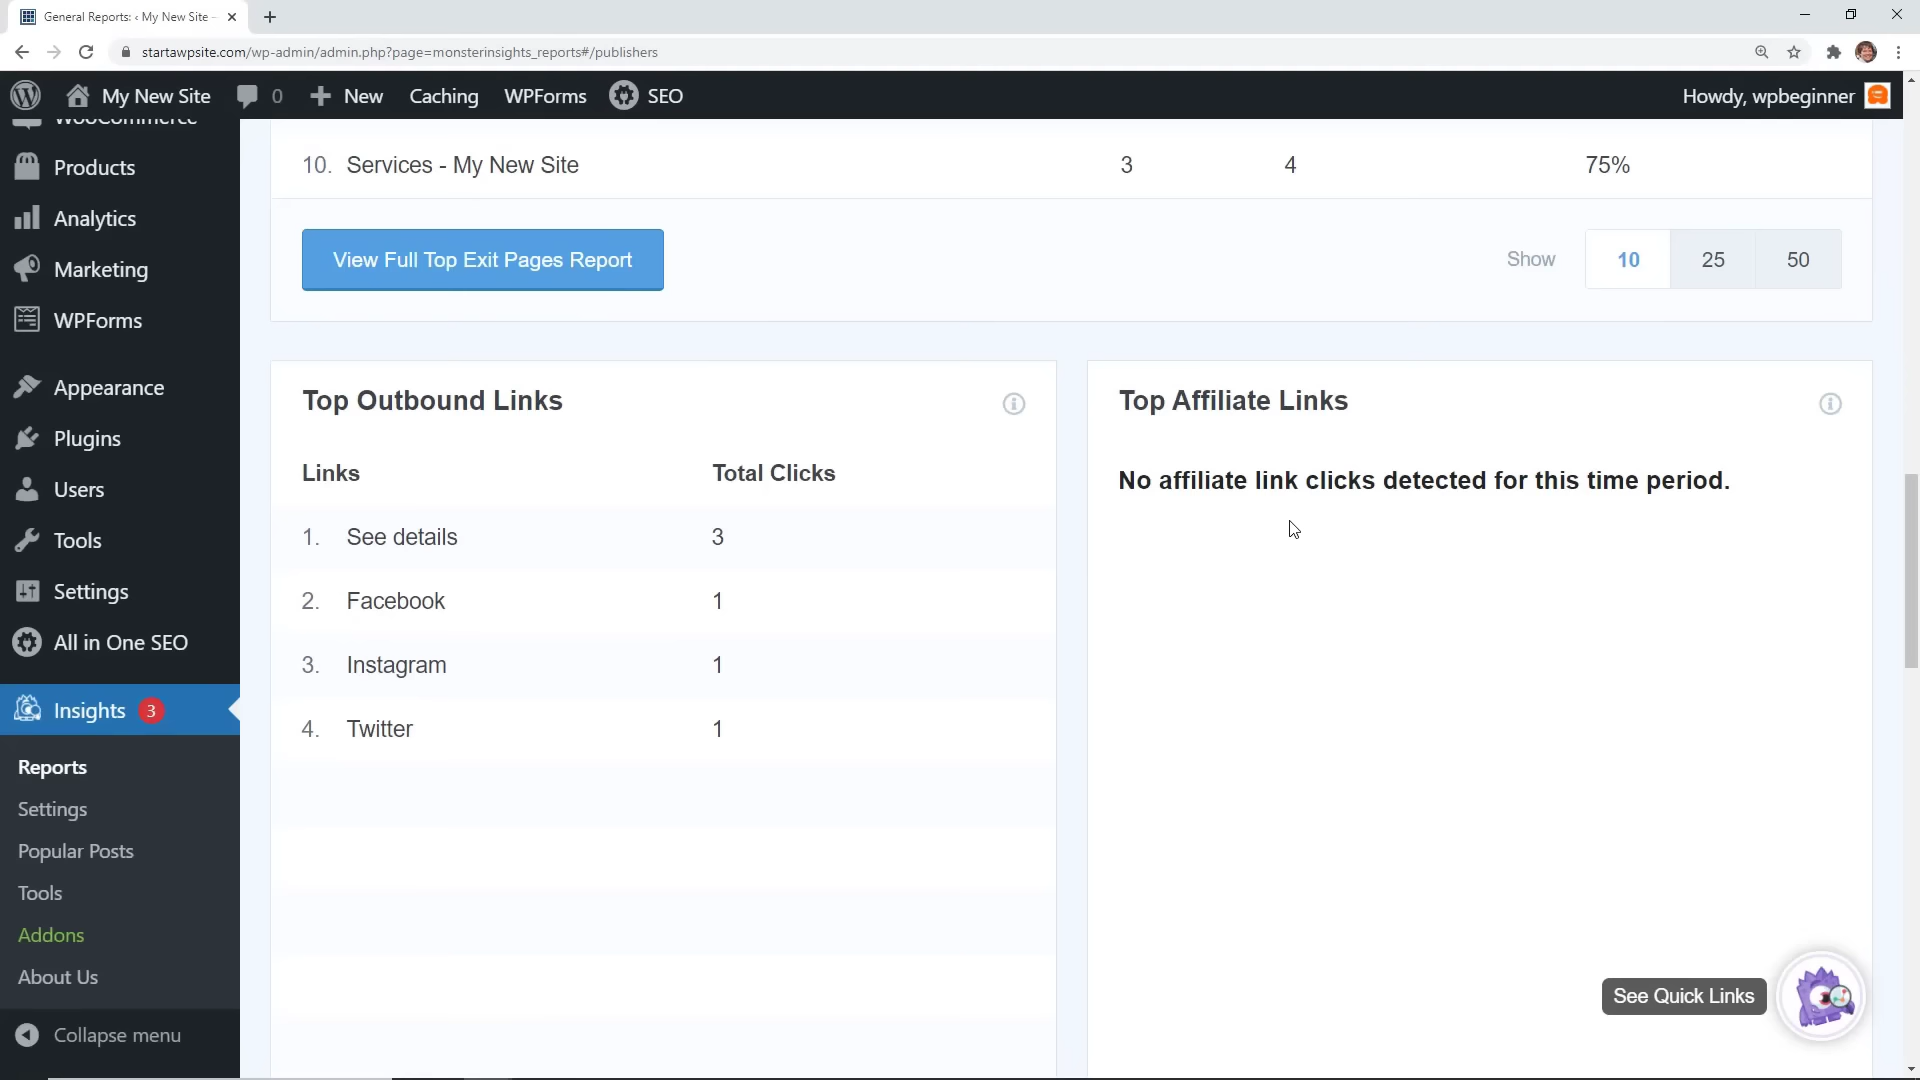 General Reports: ‹ My New Site -
startawpsite.com/wp-admin/admin.php?page=monsterinsights_reports#/publishers
My New Site
0
New
Caching
WPForms
SEO
Howdy, wpbeginner
WooCommerce
Products
Analytics
Marketing
WPForms
Appearance
Plugins
Users
Tools
Settings
All in One SEO
Insights 3
Reports
Settings
Popular Posts
Tools
Addons
About Us
Collapse menu
10. Services - My New Site 3 4 75%
View Full Top Exit Pages Report
Show 10 25 50
Top Outbound Links
Links Total Clicks
1. See details 3
2. Facebook 1
3. Instagram 1
4. Twitter 1
Top Affiliate Links
No affiliate link clicks detected for this time period.
See Quick Links